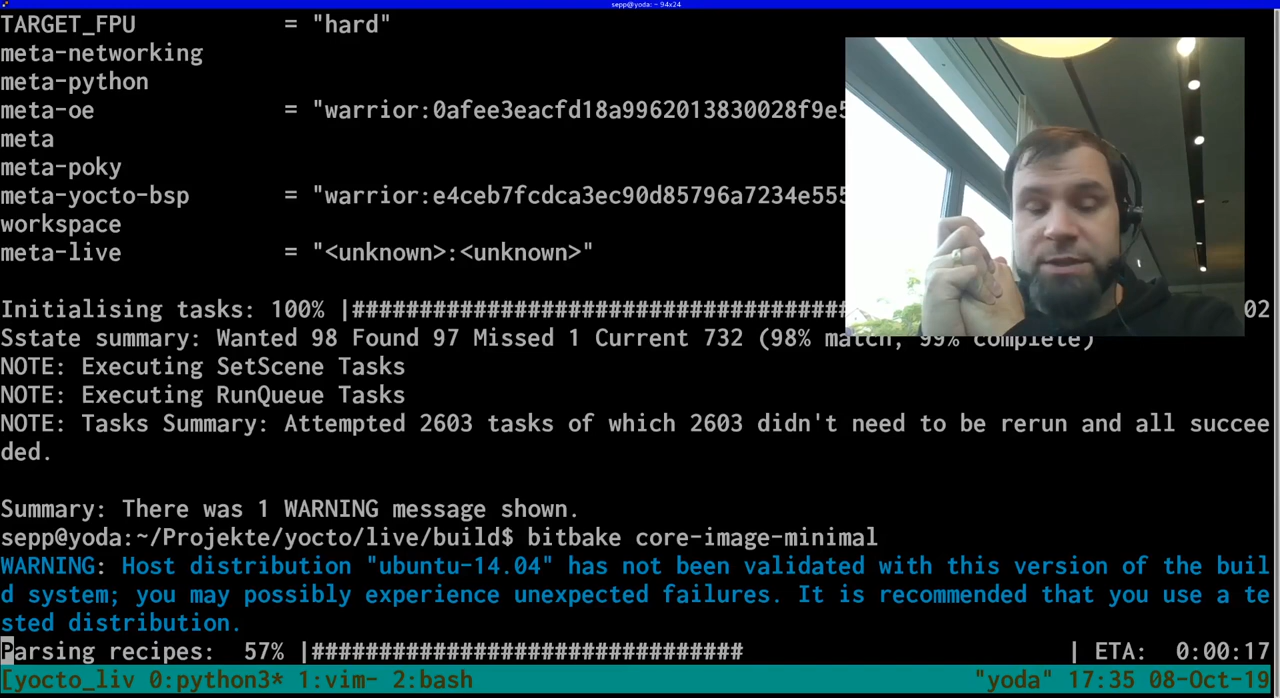 sepp@yoda: ~ 94x24
TARGET_FPU = "hard"
meta-networking
meta-python
meta-oe = "warrior:0afee3eacfd18a9962013830028f9e5
meta
meta-poky
meta-yocto-bsp = "warrior:e4ceb7fcdca3ec90d85796a7234e555
workspace
meta-live = "<unknown>:<unknown>"
Initialising tasks: 100% |######################################## 02
Sstate summary: Wanted 98 Found 97 Missed 1 Current 732 (98% match, 99% complete)
NOTE: Executing SetScene Tasks
NOTE: Executing RunQueue Tasks
NOTE: Tasks Summary: Attempted 2603 tasks of which 2603 didn't need to be rerun and all succee
ded.
Summary: There was 1 WARNING message shown.
sepp@yoda:~/Projekte/yocto/live/build$ bitbake core-image-minimal
WARNING: Host distribution "ubuntu-14.04" has not been validated with this version of the buil
d system; you may possibly experience unexpected failures. It is recommended that you use a te
sted distribution.
Parsing recipes: 57% |################################ | ETA: 0:00:17
[yocto_liv 0:python3* 1:vim- 2:bash "yoda" 17:35 08-Oct-19